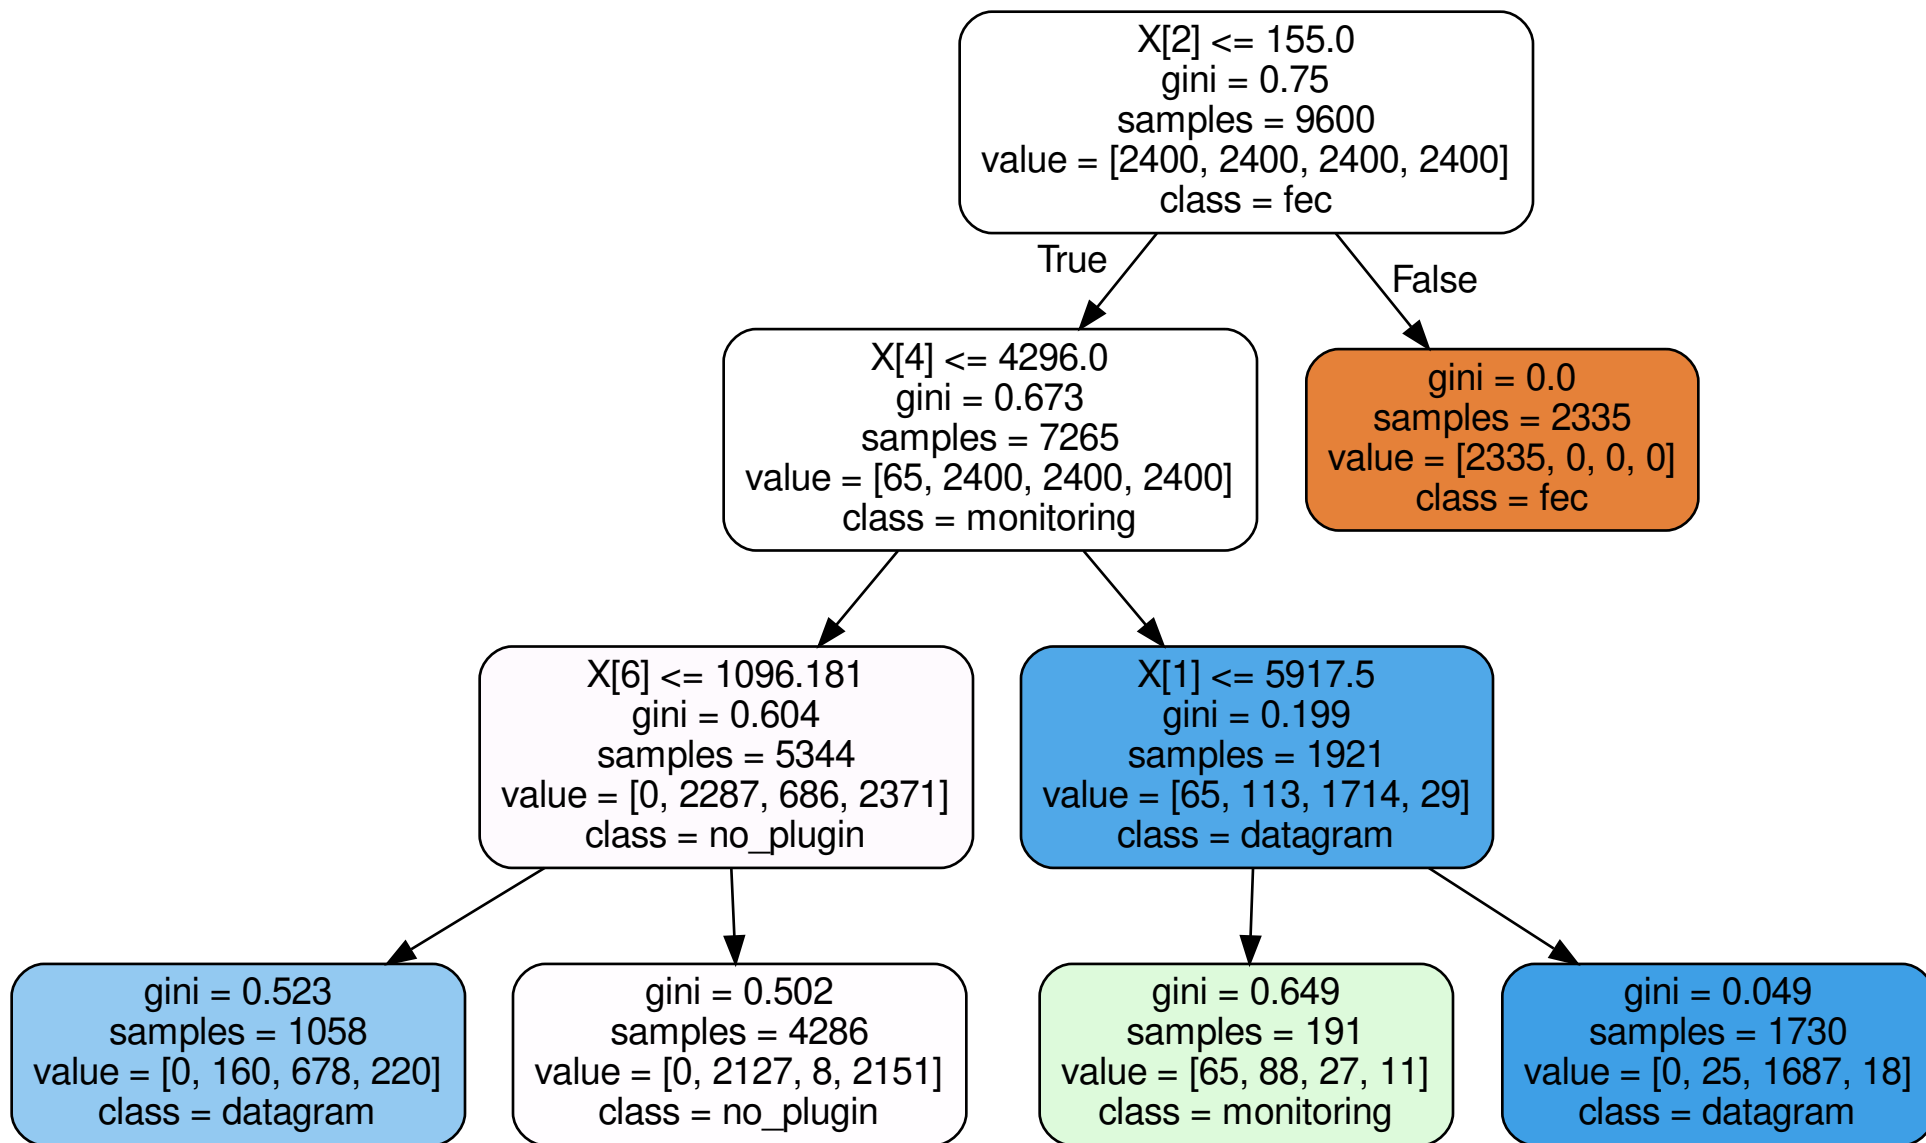 X[2] <= 155.0
gini = 0.75
samples = 9600
value = [2400, 2400, 2400, 2400]
class = fec
True
False
X[4] <= 4296.0
gini = 0.673
samples = 7265
value = [65, 2400, 2400, 2400]
class = monitoring
gini = 0.0
samples = 2335
value = [2335, 0, 0, 0]
class = fec
X[6] <= 1096.181
gini = 0.604
samples = 5344
value = [0, 2287, 686, 2371]
class = no_plugin
X[1] <= 5917.5
gini = 0.199
samples = 1921
value = [65, 113, 1714, 29]
class = datagram
gini = 0.523
samples = 1058
value = [0, 160, 678, 220]
class = datagram
gini = 0.502
samples = 4286
value = [0, 2127, 8, 2151]
class = no_plugin
gini = 0.649
samples = 191
value = [65, 88, 27, 11]
class = monitoring
gini = 0.049
samples = 1730
value = [0, 25, 1687, 18]
class = datagram